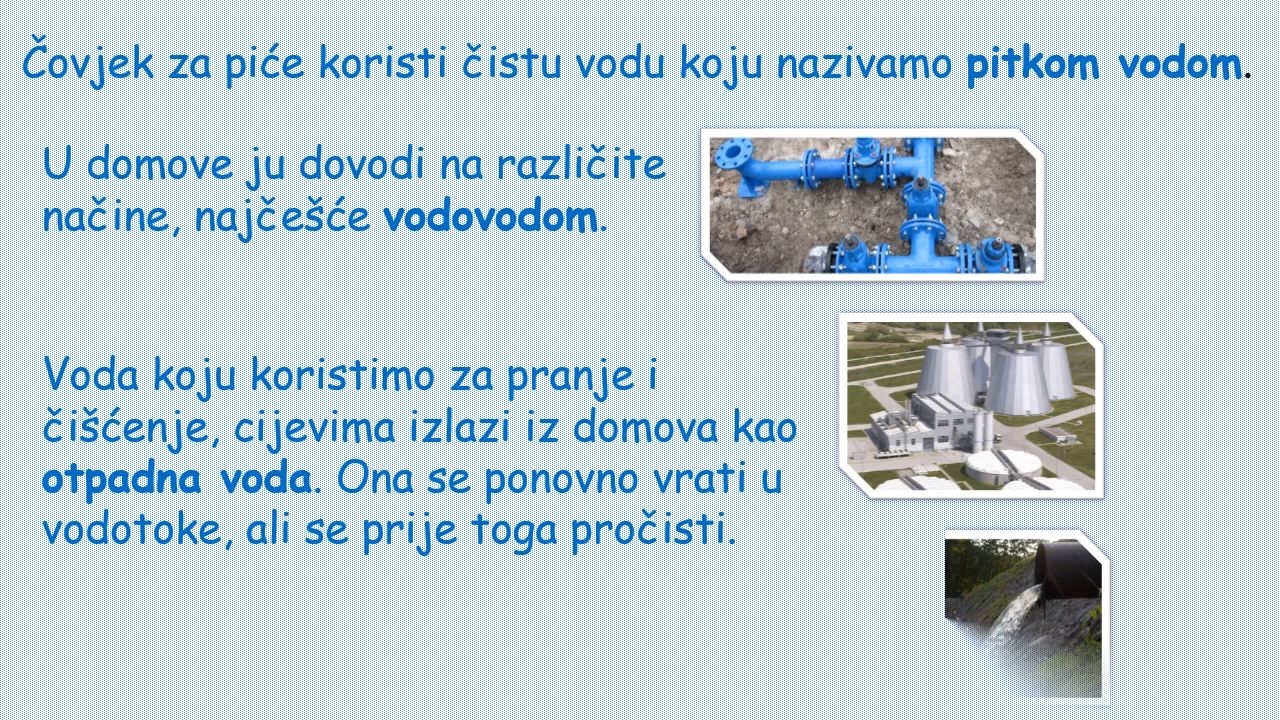 Čovjek za piće koristi čistu vodu koju nazivamo pitkom vodom.
U domove ju dovodi na različite
načine, najčešće vodovodom.
Voda koju koristimo za pranje i
čišćenje, cijevima izlazi iz domova kao
otpadna voda. Ona se ponovno vrati u
vodotoke, ali se prije toga pročisti.